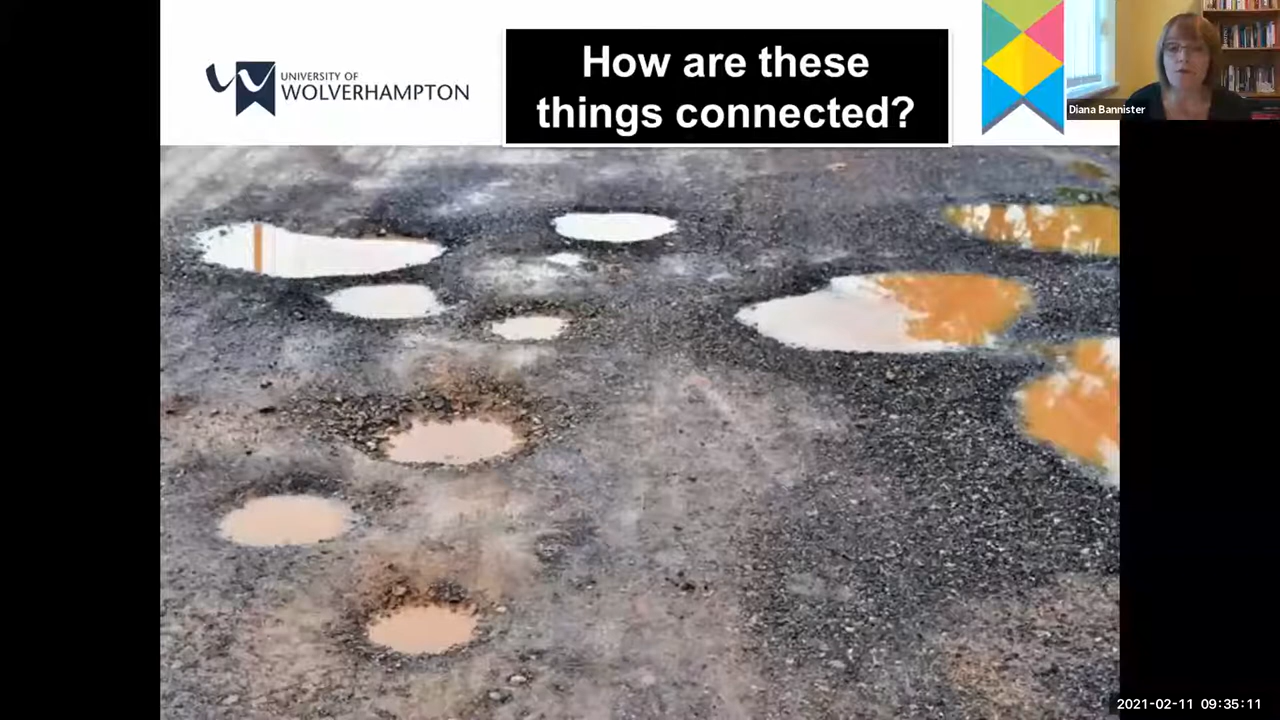 UNIVERSITY OF
WOLVERHAMPTON
How are these
things connected?
Diana Bannister
2021-02-11 09:35:11